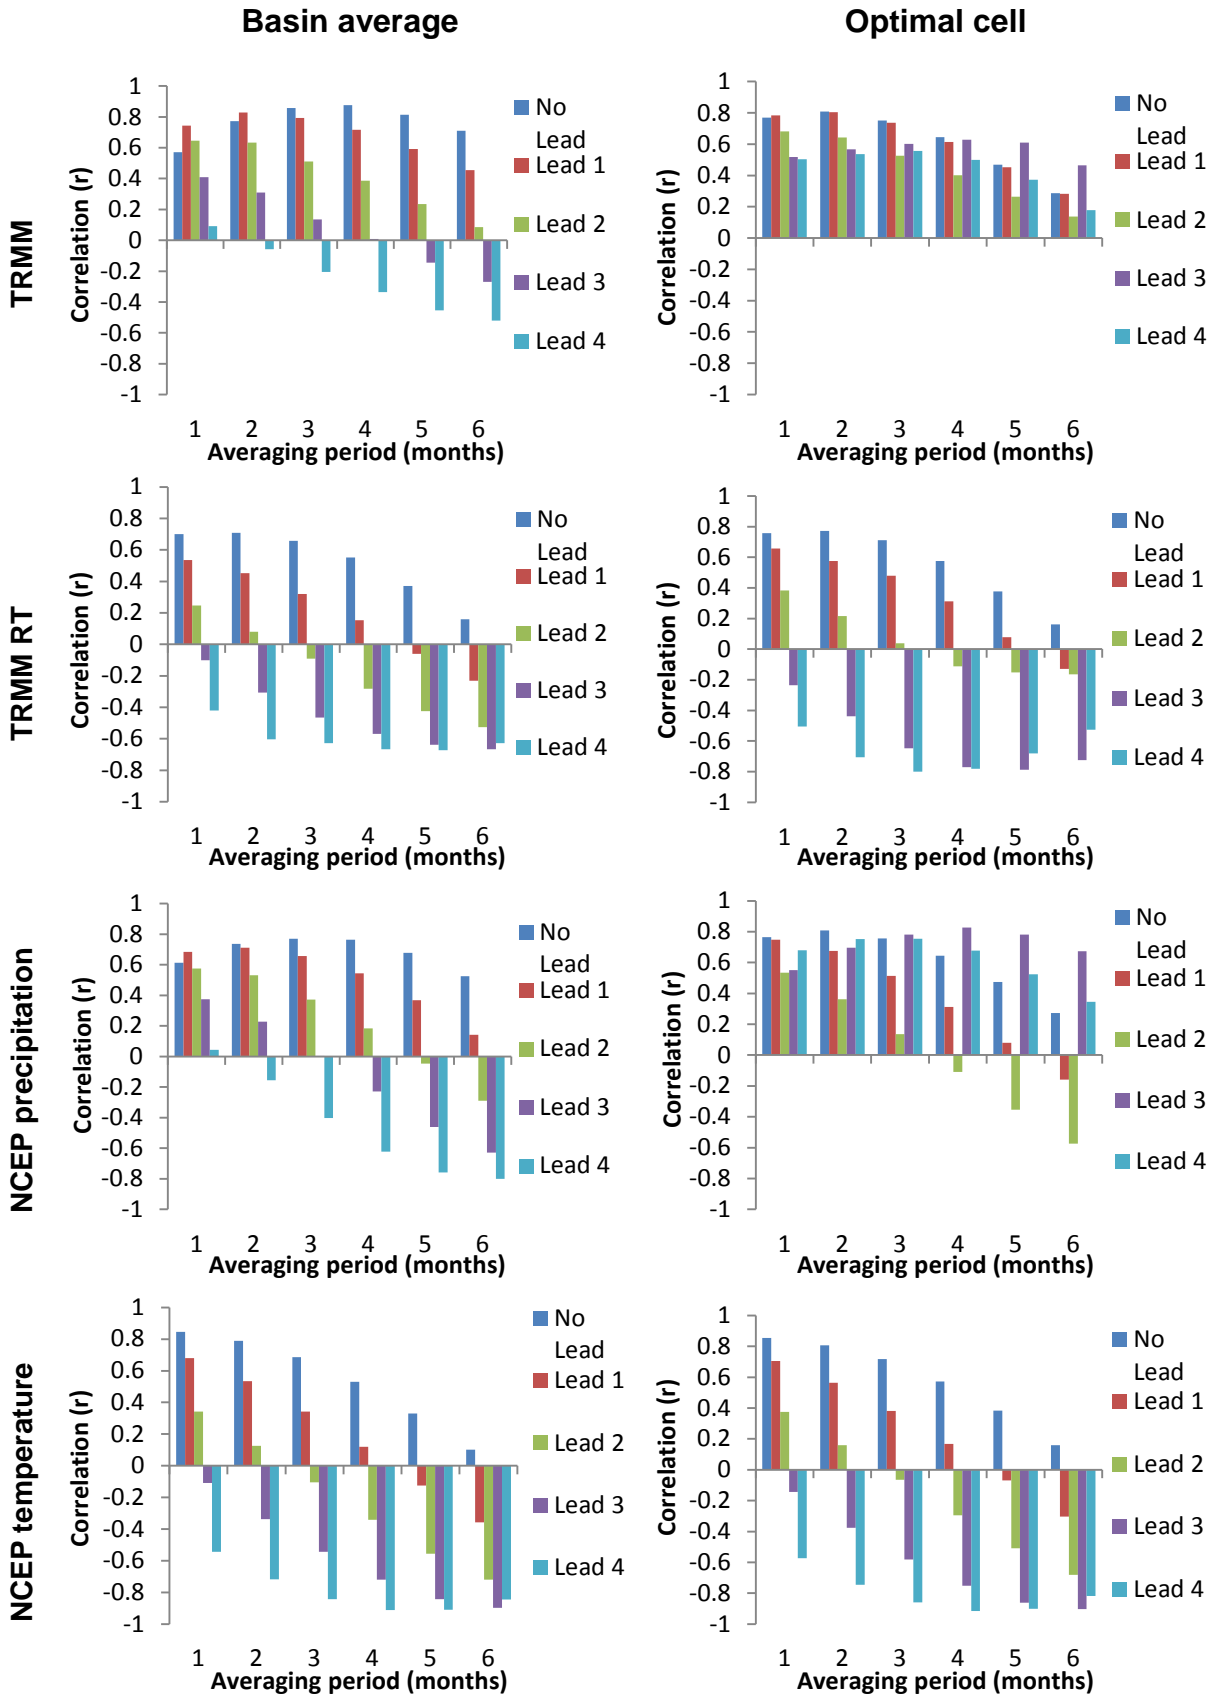 Basin average
Optimal cell
TRMM
Correlation (r)
1
0.8
0.6
0.4
0.2
0
-0.2
-0.4
-0.6
-0.8
-1
1 2 3 4 5 6
Averaging period (months)
No
Lead
Lead 1
Lead 2
Lead 3
Lead 4
Correlation (r)
1
0.8
0.6
0.4
0.2
0
-0.2
-0.4
-0.6
-0.8
-1
1 2 3 4 5 6
Averaging period (months)
No
Lead
Lead 1
Lead 2
Lead 3
Lead 4
TRMM RT
Correlation (r)
1
0.8
0.6
0.4
0.2
0
-0.2
-0.4
-0.6
-0.8
-1
1 2 3 4 5 6
Averaging period (months)
No
Lead
Lead 1
Lead 2
Lead 3
Lead 4
Correlation (r)
1
0.8
0.6
0.4
0.2
0
-0.2
-0.4
-0.6
-0.8
-1
1 2 3 4 5 6
Averaging period (months)
No
Lead
Lead 1
Lead 2
Lead 3
Lead 4
NCEP precipitation
Correlation (r)
1
0.8
0.6
0.4
0.2
0
-0.2
-0.4
-0.6
-0.8
-1
1 2 3 4 5 6
Averaging period (months)
No
Lead
Lead 1
Lead 2
Lead 3
Lead 4
Correlation (r)
1
0.8
0.6
0.4
0.2
0
-0.2
-0.4
-0.6
-0.8
-1
1 2 3 4 5 6
Averaging period (months)
No
Lead
Lead 1
Lead 2
Lead 3
Lead 4
NCEP temperature
Correlation (r)
1
0.8
0.6
0.4
0.2
0
-0.2
-0.4
-0.6
-0.8
-1
1 2 3 4 5 6
Averaging period (months)
No
Lead
Lead 1
Lead 2
Lead 3
Lead 4
Correlation (r)
1
0.8
0.6
0.4
0.2
0
-0.2
-0.4
-0.6
-0.8
-1
1 2 3 4 5 6
Averaging period (months)
No
Lead
Lead 1
Lead 2
Lead 3
Lead 4